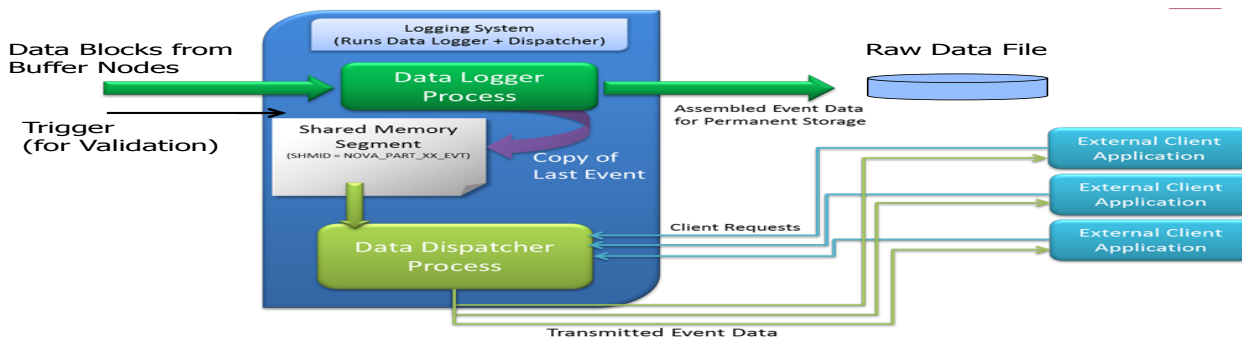 Logging System
(Runs Data Logger + Dispatcher)
Data Blocks from
Buffer Nodes
Data Logger
Process
Raw Data File
Assembled Event Data
for Permanent Storage
Trigger
(for Validation)
Shared Memory
Segment
(SHMID = NOVA_PART_XX_EVT)
Copy of
Last Event
External Client
Application
External Client
Application
External Client
Application
Client Requests
Data Dispatcher
Process
Transmitted Event Data